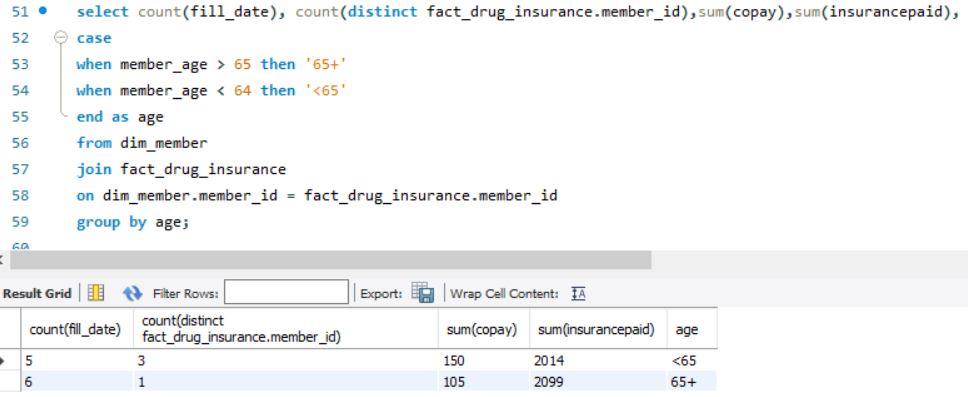 51 select count(fill_date), count(distinct fact_drug_insurance.member_id),sum(copay),sum(insurancepaid),
52 case
53 when member_age > 65 then '65+'
54 when member_age < 64 then '<65'
55 end as age
56 from dim_member
57 join fact_drug_insurance
58 on dim_member.member_id = fact_drug_insurance.member_id
59 group by age;
60
Result Grid Filter Rows: Export: Wrap Cell Content: IA
count(fill_date) count(distinct fact_drug_insurance.member_id) sum(copay) sum(insurancepaid) age
5 3 150 2014 <65
6 1 105 2099 65+